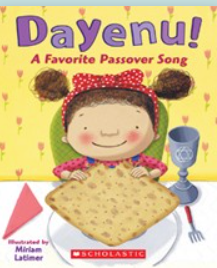 Dayenu!
A Favorite Passover Song
Illustrated by
Miriam
Latimer
SCHOLASTIC